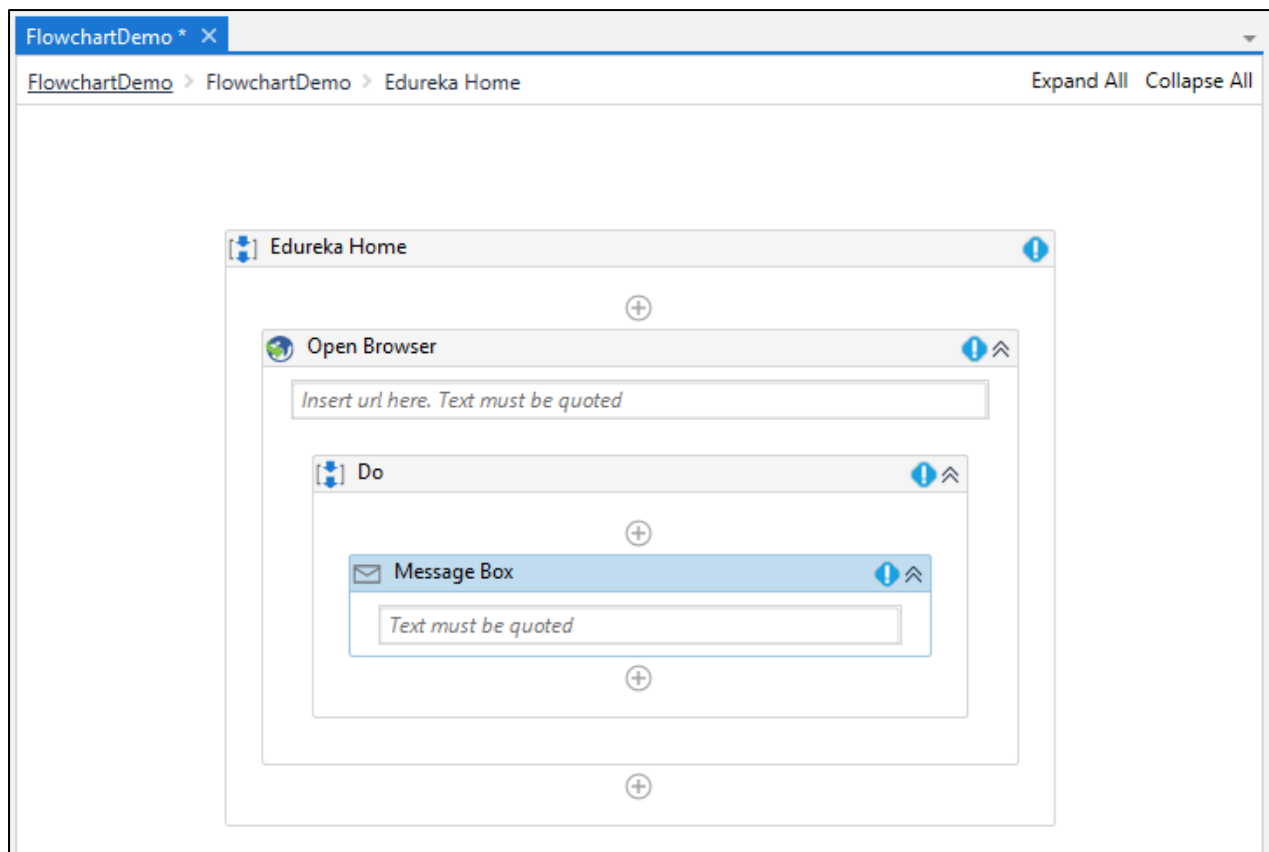 FlowchartDemo *
FlowchartDemo > FlowchartDemo > Edureka Home Expand All Collapse All
Edureka Home
Open Browser
Insert url here. Text must be quoted
Do
Message Box
Text must be quoted